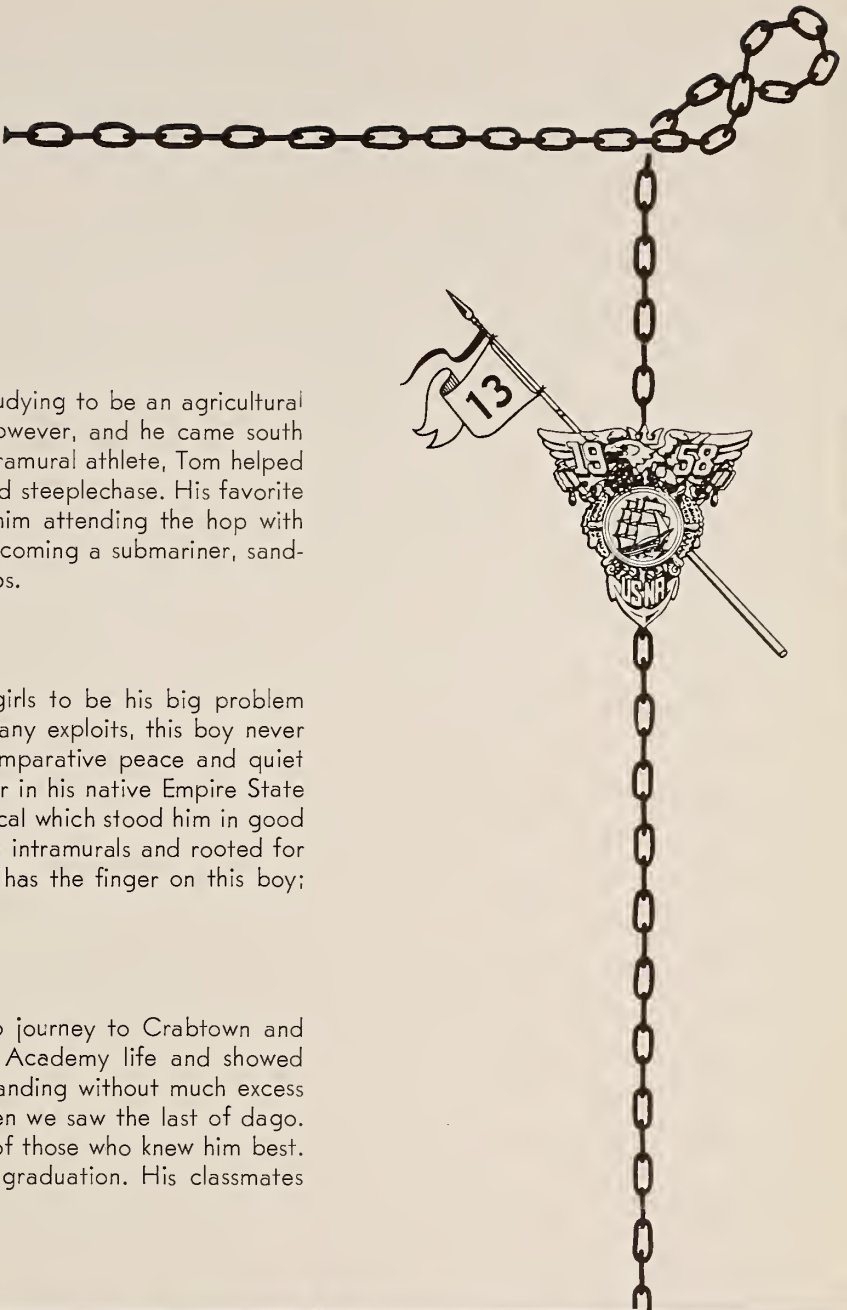 13
19 58
USNA
udying to be an agricultural
owever, and he came south
ramural athlete, Tom helped
d steeplechase. His favorite
him attending the hop with
coming a submariner, sand-
os.
girls to be his big problem
any exploits, this boy never
mparative peace and quiet
r in his native Empire State
cal which stood him in good
intramurals and rooted for
has the finger on this boy;
o journey to Crabtown and
Academy life and showed
anding without much excess
en we saw the last of dago.
of those who knew him best.
graduation. His classmates